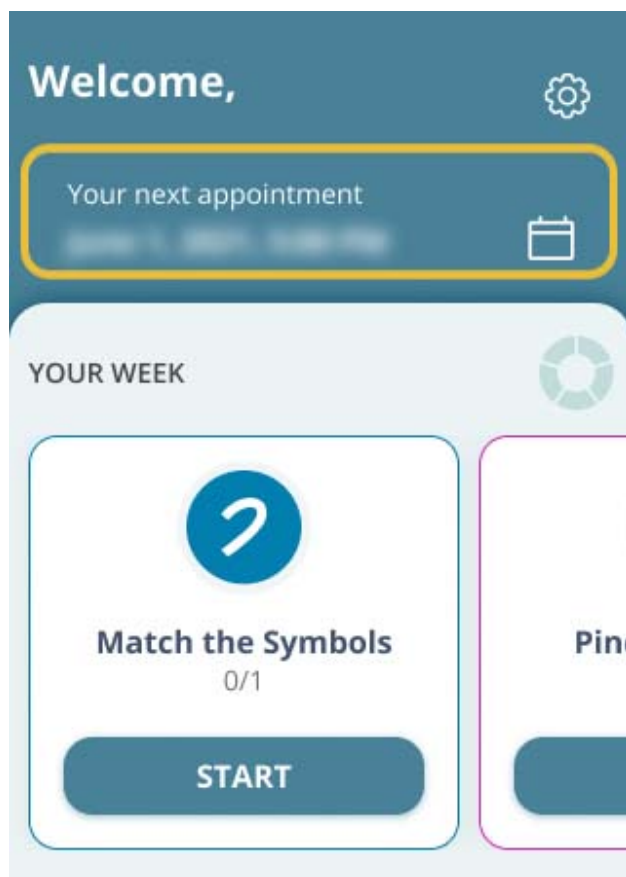 Welcome,
Your next appointment
YOUR WEEK
Match the Symbols
0/1
START